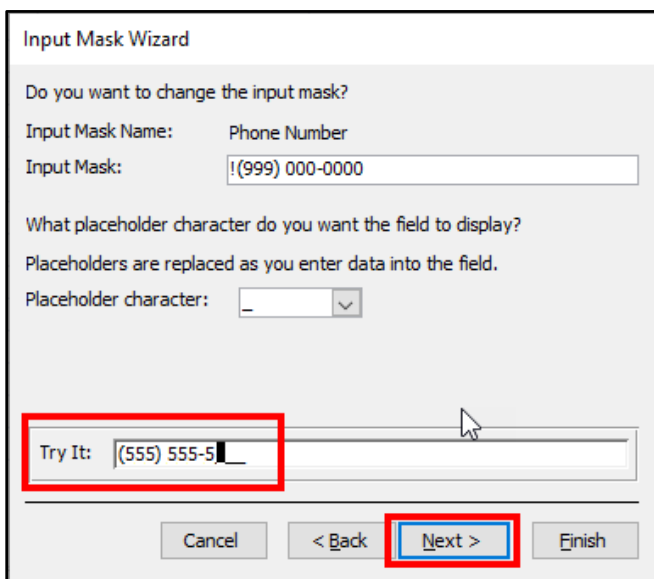 Input Mask Wizard
Do you want to change the input mask?
Input Mask Name: Phone Number
Input Mask: !(999) 000-0000
What placeholder character do you want the field to display?
Placeholders are replaced as you enter data into the field.
Placeholder character: _
Try It: (555) 555-5___
Cancel < Back Next > Finish